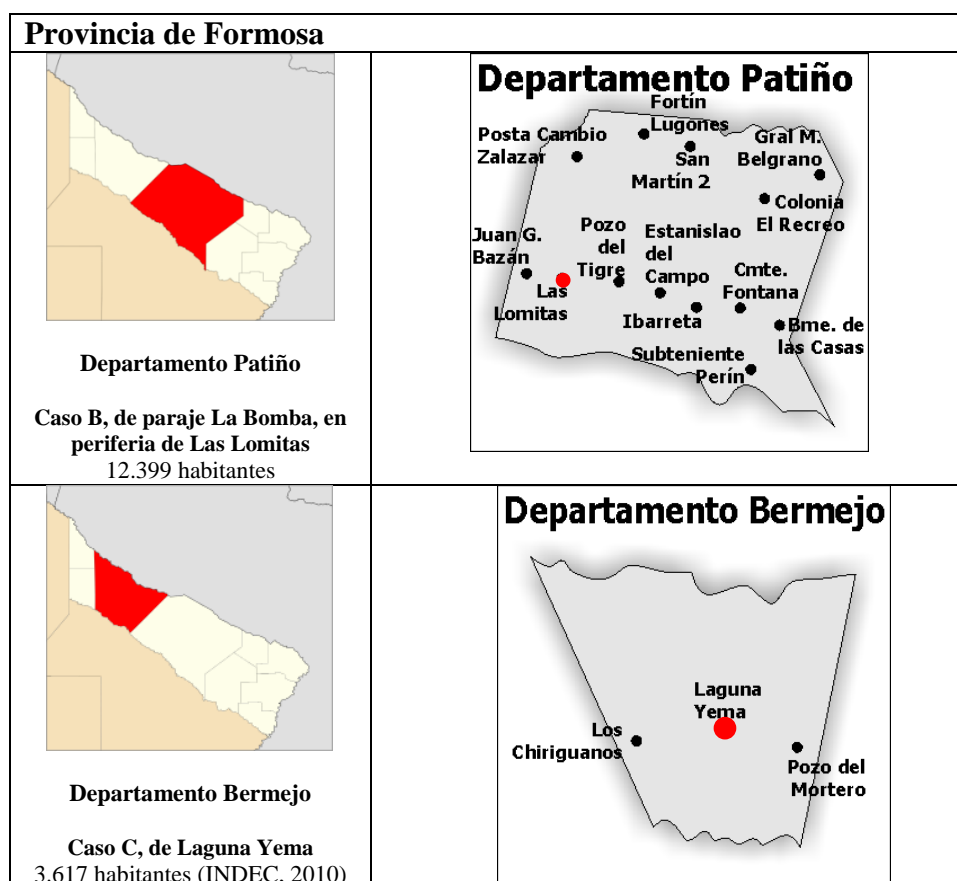 Provincia de Formosa
Departamento Patiño
Caso B, de paraje La Bomba, en
periferia de Las Lomitas
12.399 habitantes
Departamento Patiño
Fortín
Lugones
Posta Cambio
Zalazar
San
Martín 2
Gral M.
Belgrano
Colonia
El Recreo
Juan G.
Bazán
Pozo
del
Tigre
Estanislao
del
Campo
Cmte.
Fontana
Las
Lomitas
Ibarreta
Bme. de
las Casas
Subteniente
Perín
Departamento Bermejo
Caso C, de Laguna Yema
3.617 habitantes (INDEC, 2010)
Departamento Bermejo
Laguna
Yema
Los
Chiriguanos
Pozo del
Mortero